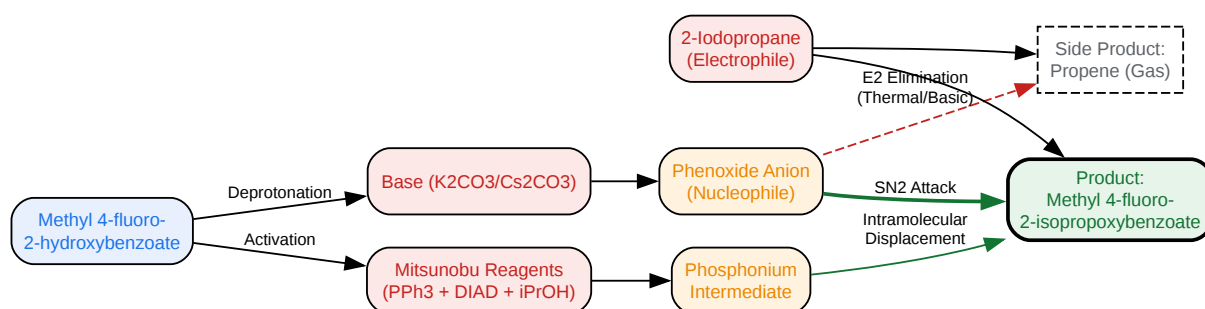 2-Iodopropane
(Electrophile)
Side Product:
Propene (Gas)
E2 Elimination
(Thermal/Basic)
Methyl 4-fluoro-
2-hydroxybenzoate
Deprotonation
Base (K2CO3/Cs2CO3)
Phenoxide Anion
(Nucleophile)
SN2 Attack
Product:
Methyl 4-fluoro-
2-isopropoxybenzoate
Activation
Mitsunobu Reagents
(PPh3 + DIAD + iPrOH)
Phosphonium
Intermediate
Intramolecular
Displacement